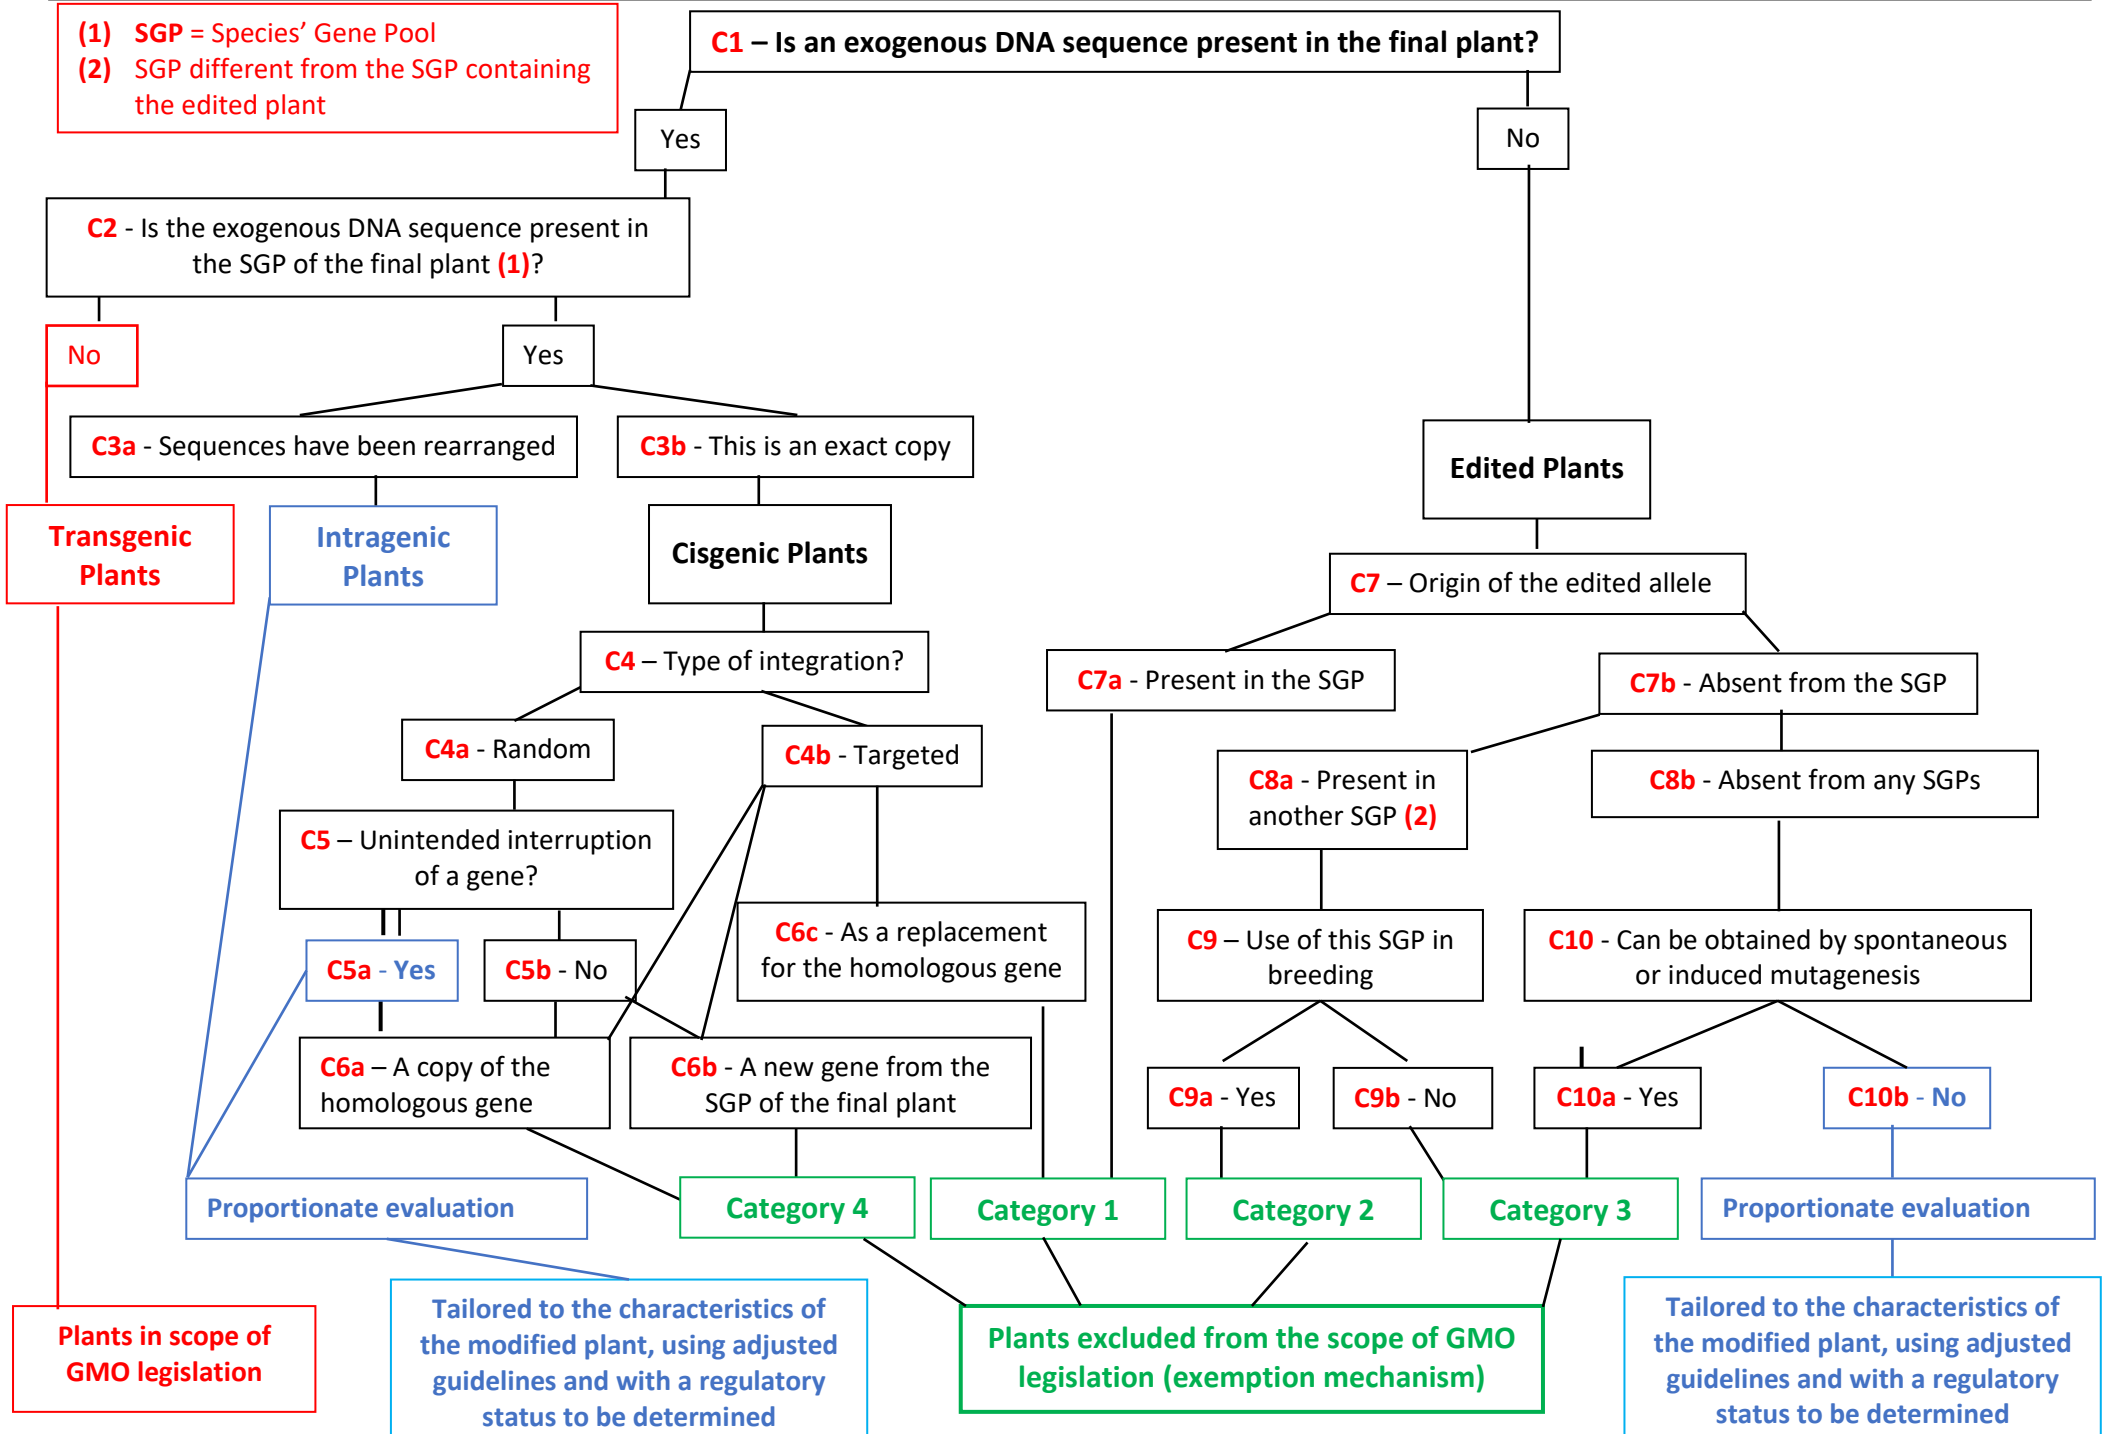 (1) SGP = Species’ Gene Pool
(2) SGP different from the SGP containing
the edited plant
C1 – Is an exogenous DNA sequence present in the final plant?
Yes
No
C2 - Is the exogenous DNA sequence present in
the SGP of the final plant (1)?
No
Yes
C3a - Sequences have been rearranged
C3b - This is an exact copy
Edited Plants
Transgenic
Plants
Intragenic
Plants
Cisgenic Plants
C7 – Origin of the edited allele
C4 – Type of integration?
C7a - Present in the SGP
C7b - Absent from the SGP
C4a - Random
C4b - Targeted
C8a - Present in
another SGP (2)
C8b - Absent from any SGPs
C5 – Unintended interruption
of a gene?
C6c - As a replacement
for the homologous gene
C9 – Use of this SGP in
breeding
C10 - Can be obtained by spontaneous
or induced mutagenesis
C5a - Yes
C5b - No
C6a – A copy of the
homologous gene
C6b - A new gene from the
SGP of the final plant
C9a - Yes
C9b - No
C10a - Yes
C10b - No
Proportionate evaluation
Category 4
Category 1
Category 2
Category 3
Proportionate evaluation
Plants in scope of
GMO legislation
Tailored to the characteristics of
the modified plant, using adjusted
guidelines and with a regulatory
status to be determined
Plants excluded from the scope of GMO
legislation (exemption mechanism)
Tailored to the characteristics of
the modified plant, using adjusted
guidelines and with a regulatory
status to be determined